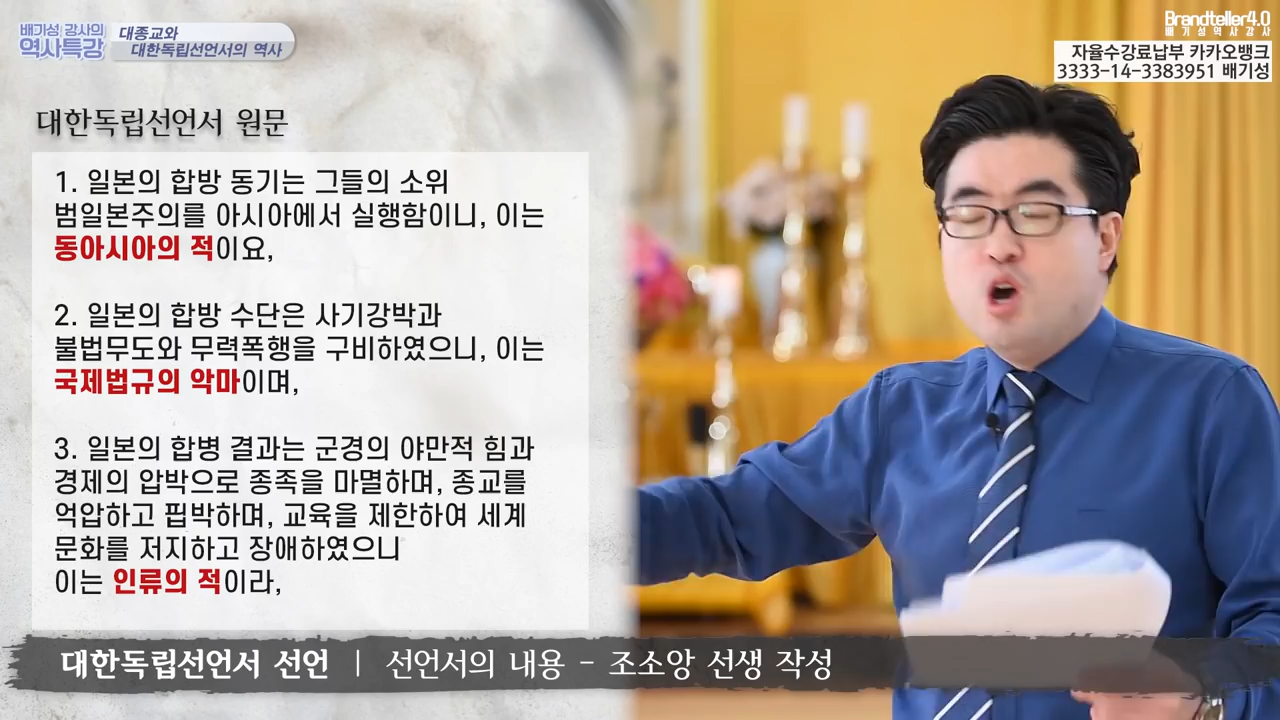 배기성 강사의
역사특강
대종교와
대한독립선언서의 역사
Brandteller4.0
배기성역사강사
자율수강료납부 카카오뱅크
3333-14-3383951 배기성
대한독립선언서 원문
1. 일본의 합방 동기는 그들의 소위
범일본주의를 아시아에서 실행함이니, 이는
동아시아의 적이요,
2. 일본의 합방 수단은 사기강박과
불법무도와 무력폭행을 구비하였으니, 이는
국제법규의 악마이며,
3. 일본의 합병 결과는 군경의 야만적 힘과
경제의 압박으로 종족을 마멸하며, 종교를
억압하고 핍박하며, 교육을 제한하여 세계
문화를 저지하고 장애하였으니
이는 인류의 적이라,
대한독립선언서 선언 | 선언서의 내용 - 조소앙 선생 작성